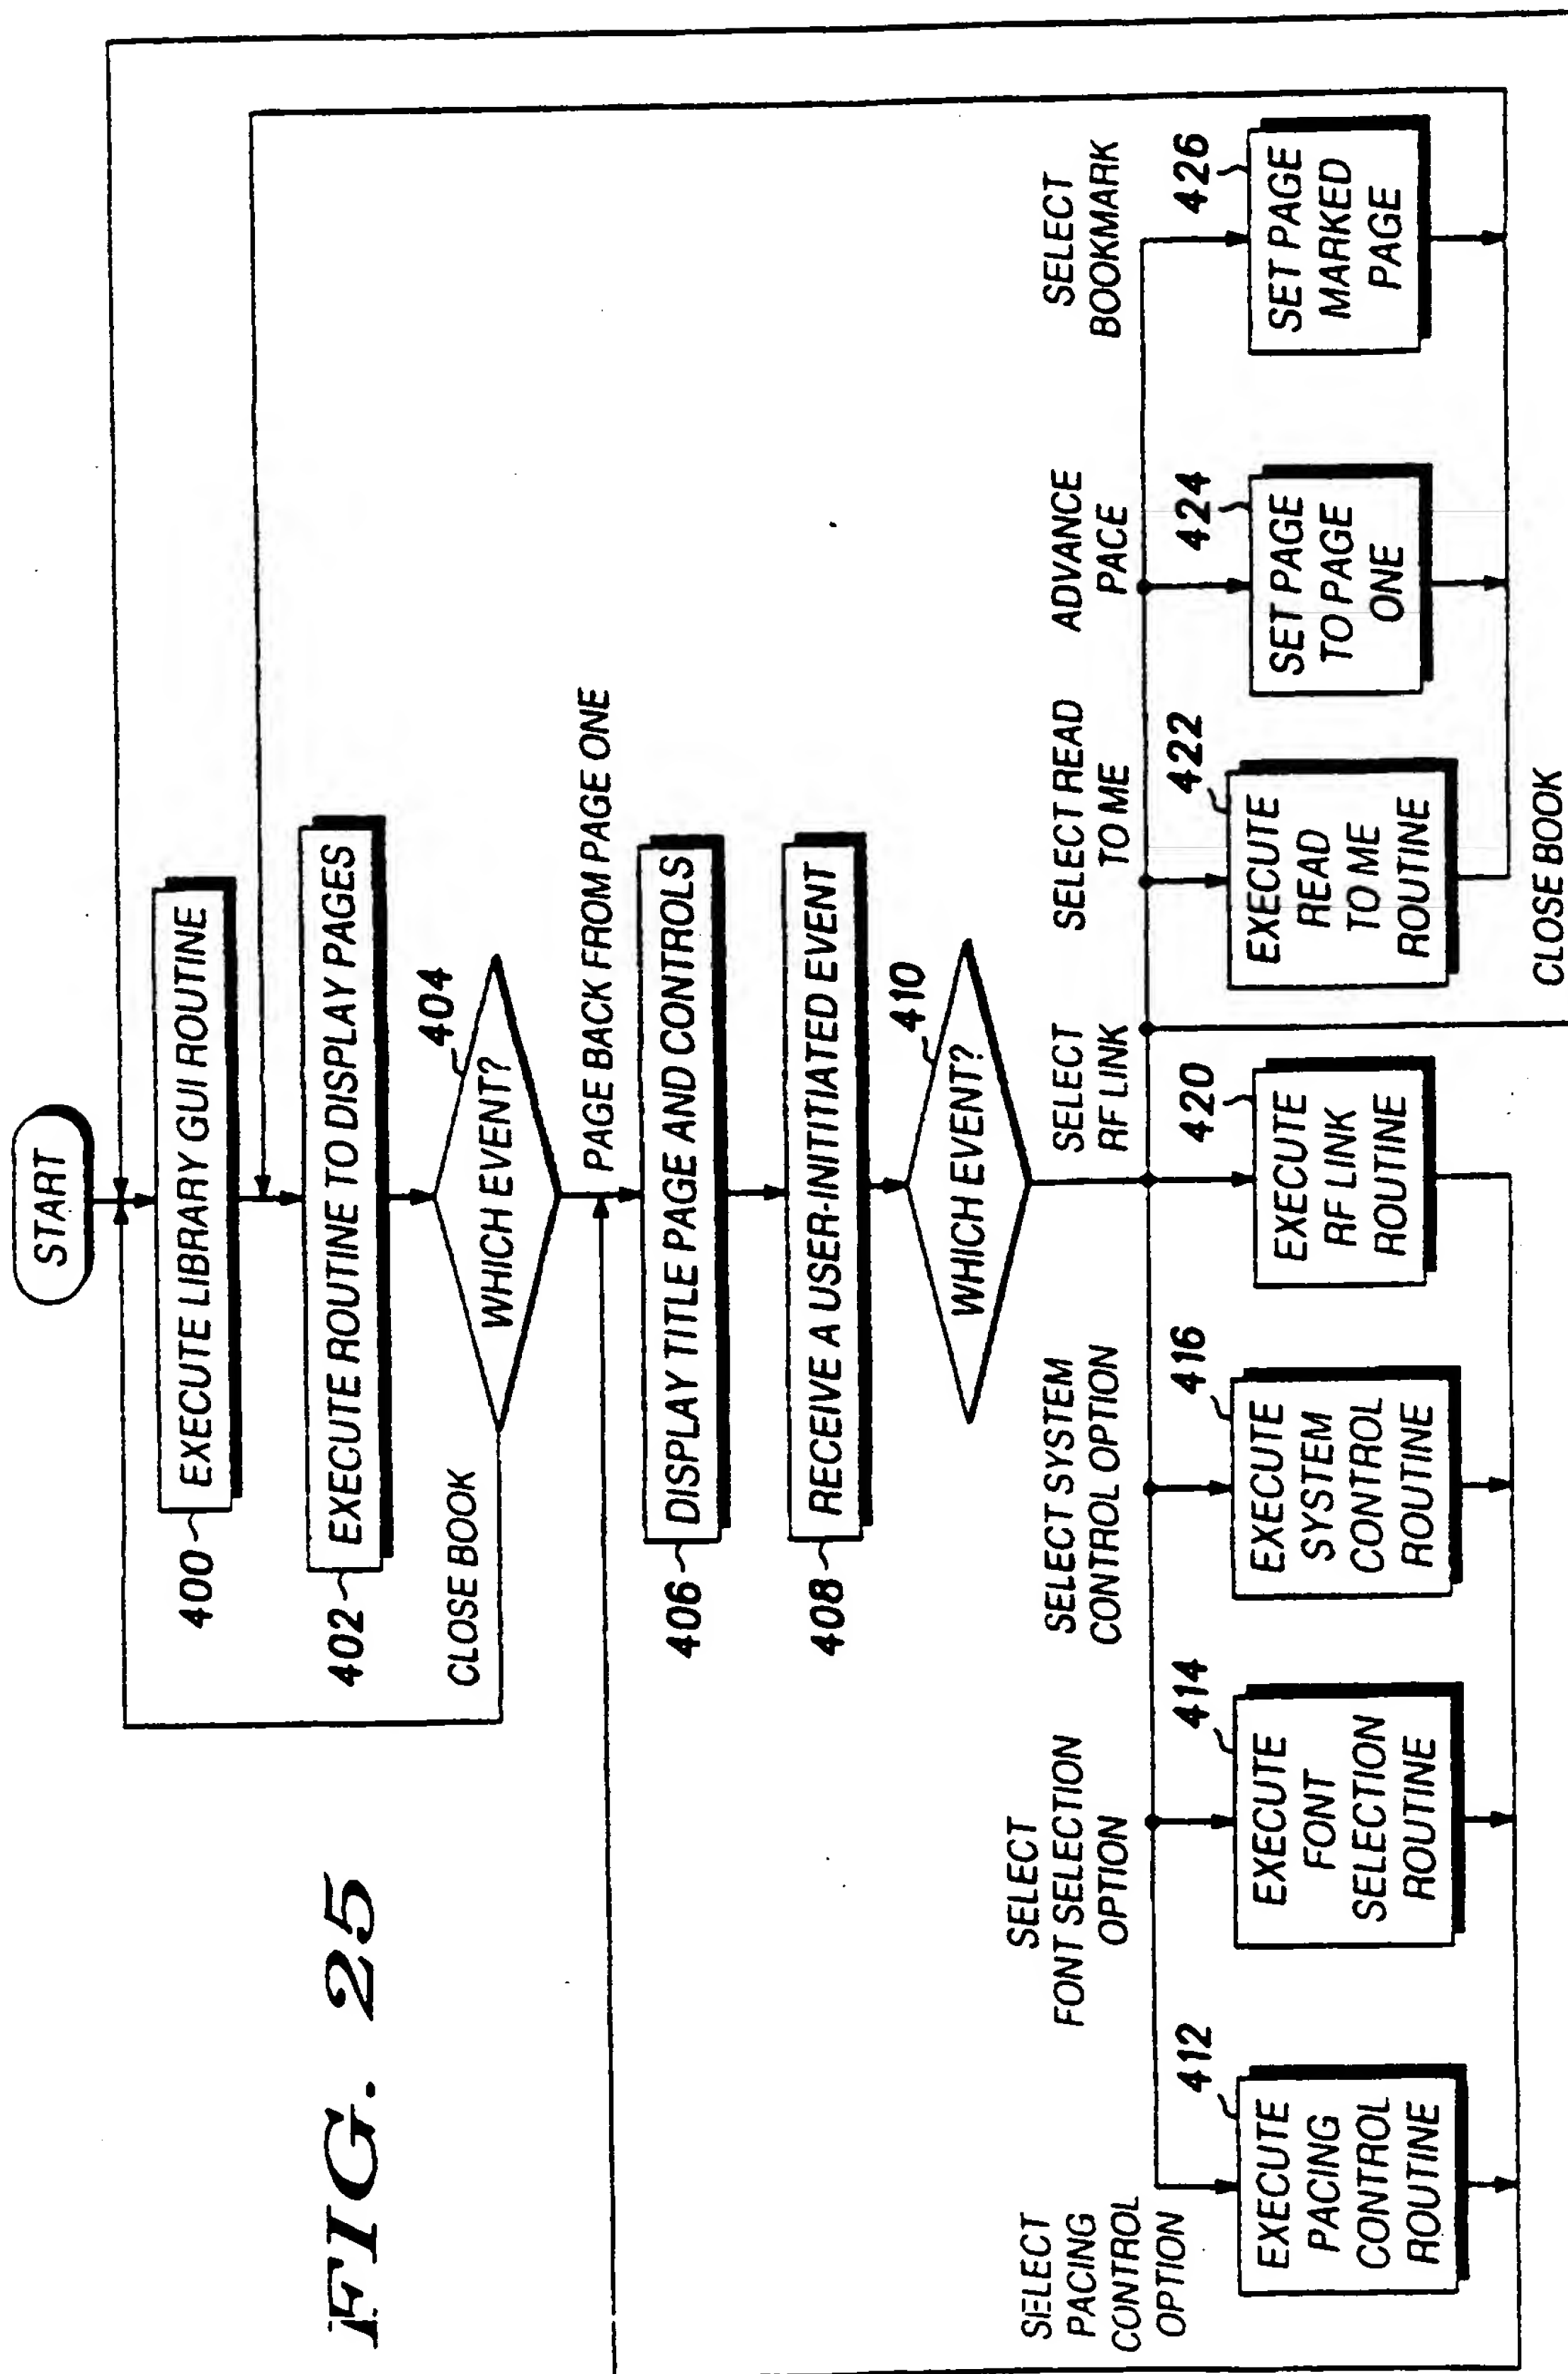 FIG. 25
START
400
EXECUTE LIBRARY GUI ROUTINE
402
EXECUTE ROUTINE TO DISPLAY PAGES
404
WHICH EVENT?
CLOSE BOOK
PAGE BACK FROM PAGE ONE
406
DISPLAY TITLE PAGE AND CONTROLS
408
RECEIVE A USER-INITIATED EVENT
410
WHICH EVENT?
SELECT
PACING
CONTROL
OPTION
412
EXECUTE
PACING
CONTROL
ROUTINE
SELECT
FONT SELECTION
OPTION
414
EXECUTE
FONT
SELECTION
ROUTINE
SELECT SYSTEM
CONTROL OPTION
416
EXECUTE
SYSTEM
CONTROL
ROUTINE
SELECT
RF LINK
420
EXECUTE
RF LINK
ROUTINE
SELECT READ
TO ME
422
EXECUTE
READ
TO ME
ROUTINE
ADVANCE
PACE
424
SET PAGE
TO PAGE
ONE
SELECT
BOOKMARK
426
SET PAGE
MARKED
PAGE
CLOSE BOOK